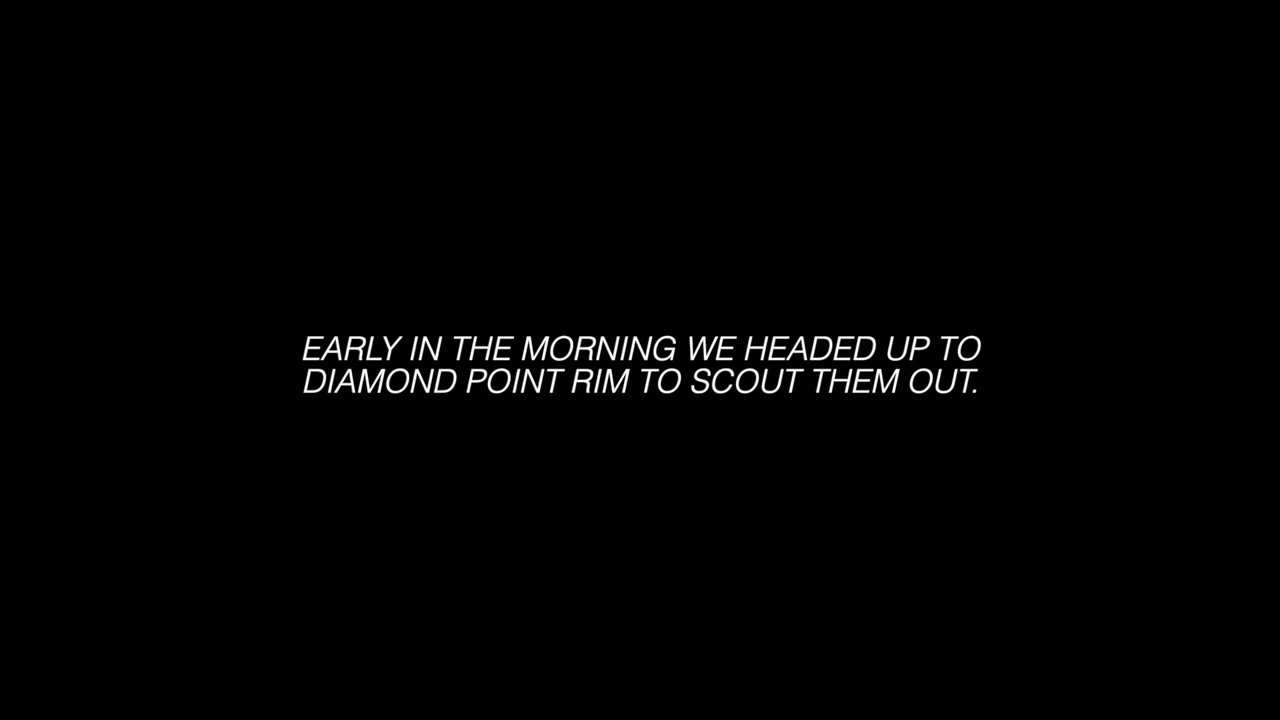 EARLY IN THE MORNING WE HEADED UP TO
DIAMOND POINT RIM TO SCOUT THEM OUT.